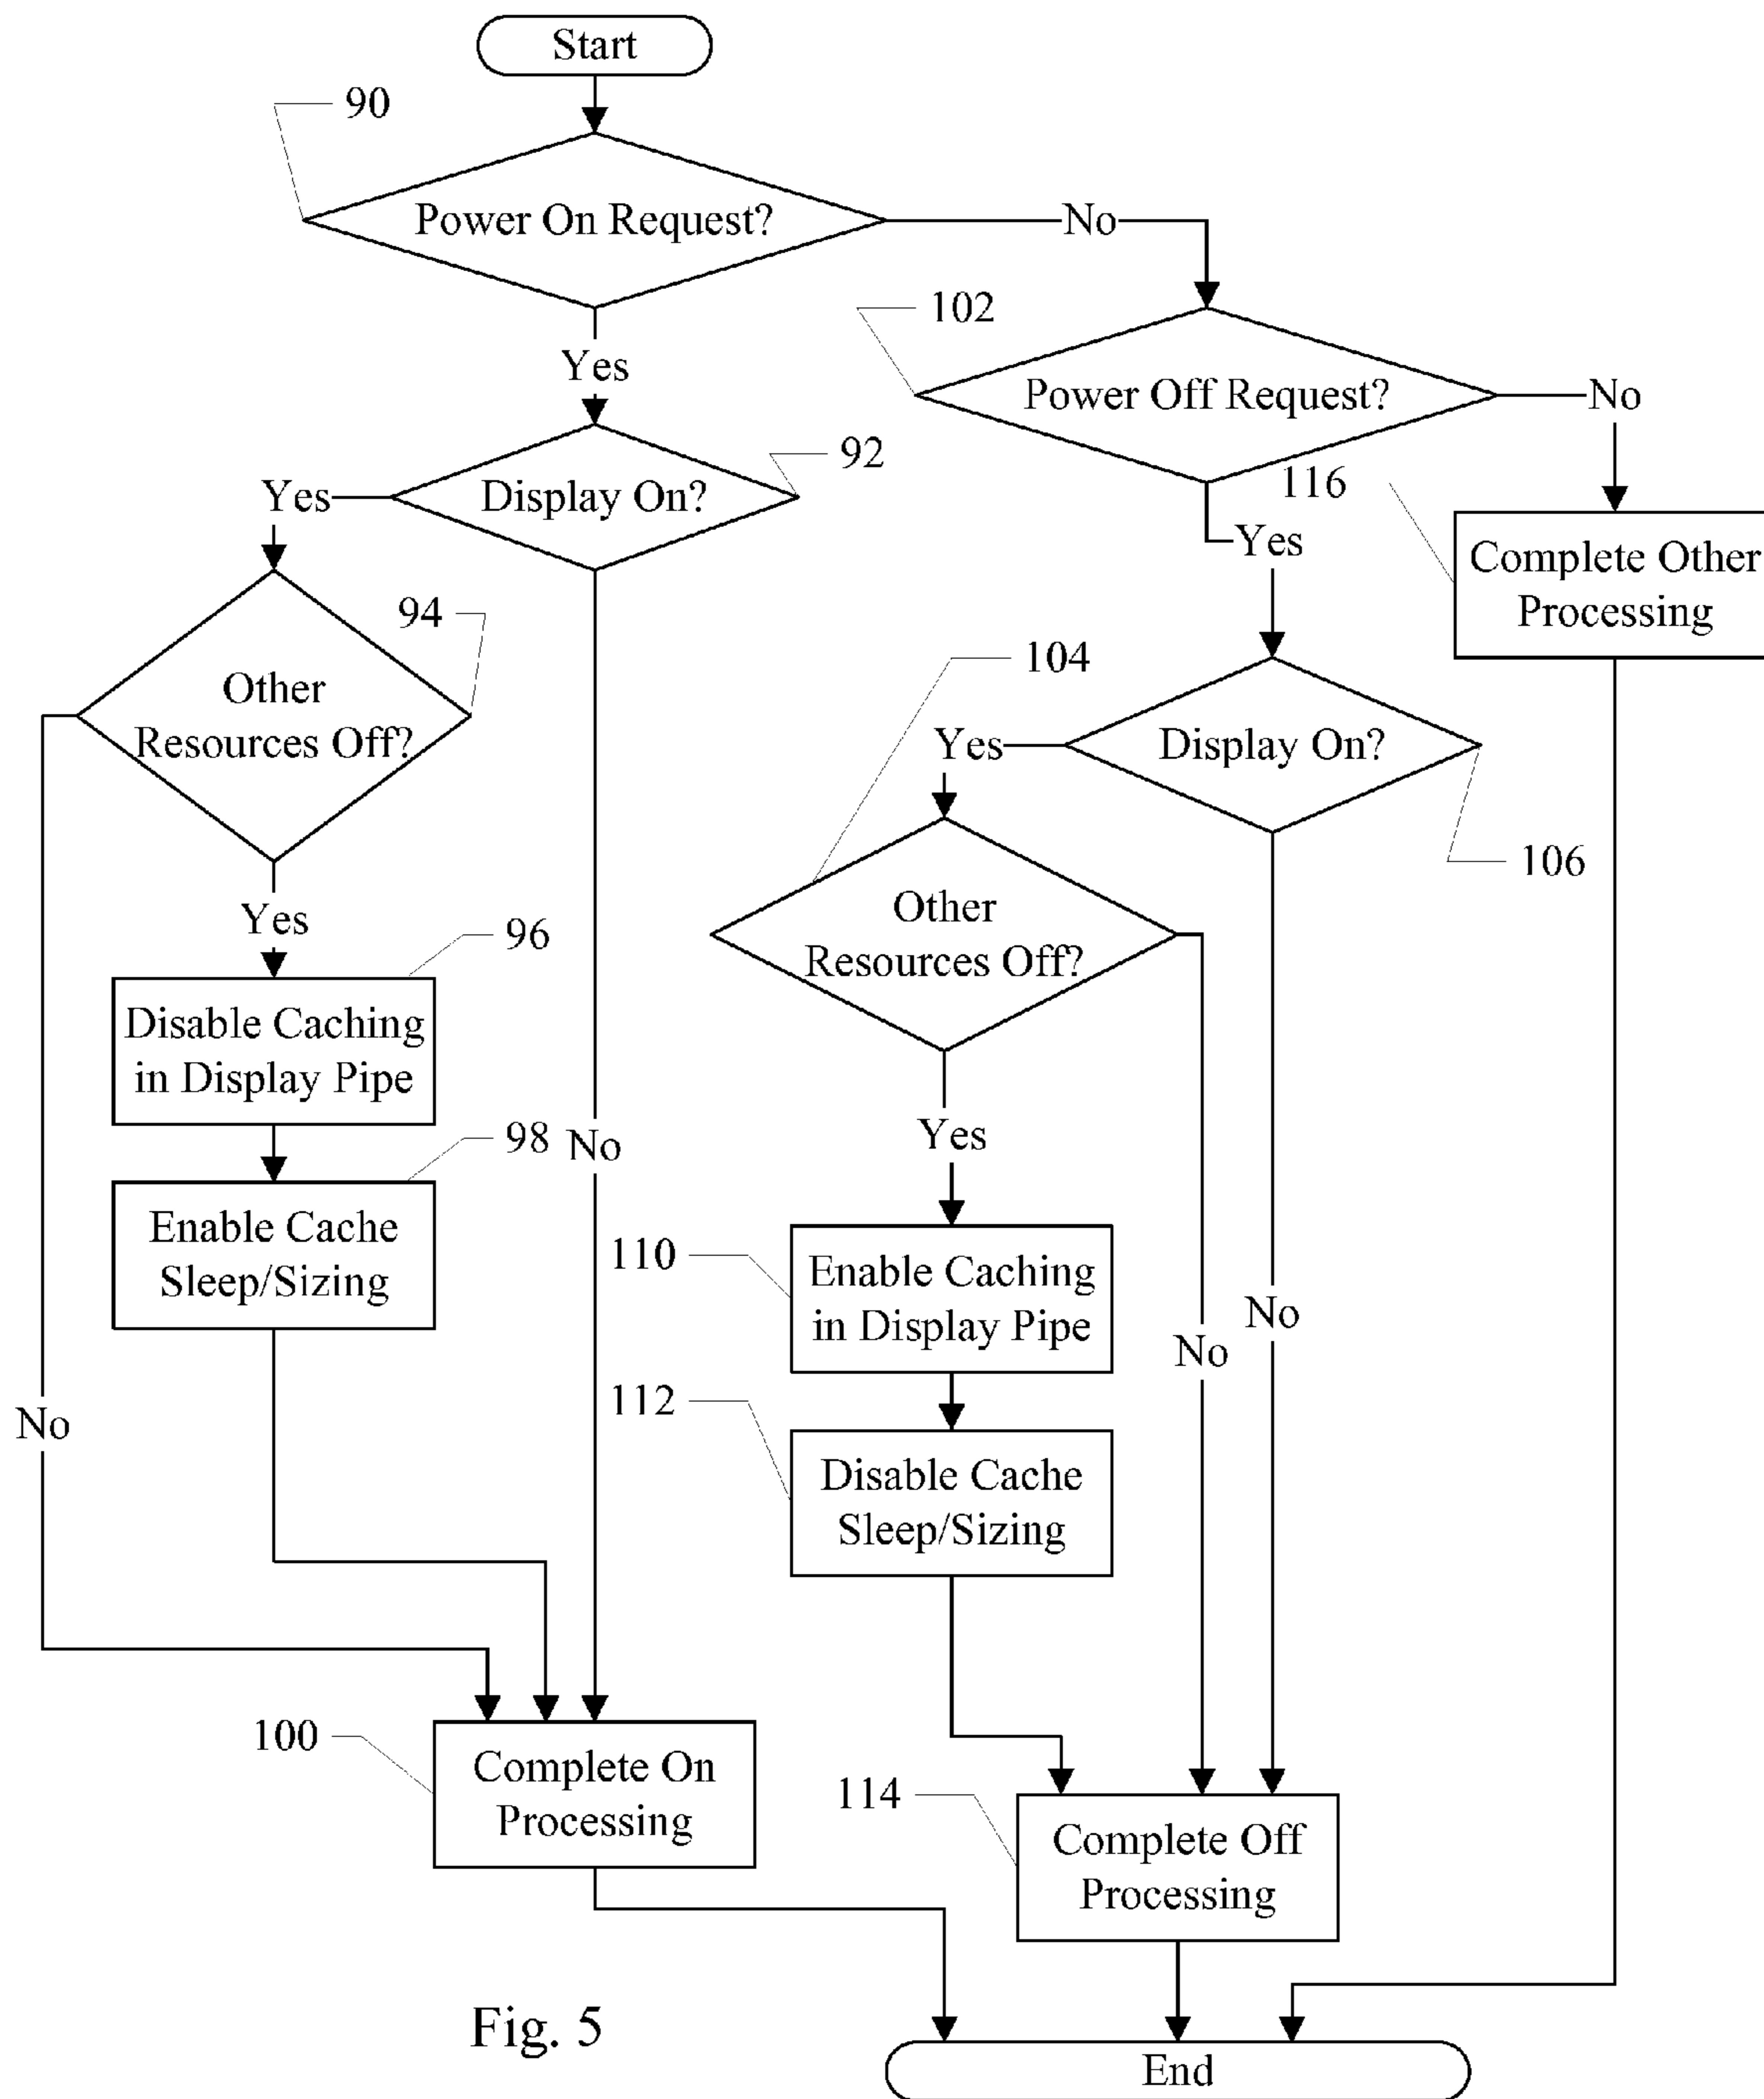 Start
90
Power On Request?
No
Yes
102
Power Off Request?
No
92
Display On?
Yes
116
Yes
Complete Other
Processing
94
Other
Resources Off?
104
Display On?
Yes
106
Other
Resources Off?
Yes
96
Disable Caching
in Display Pipe
98
No
Yes
Enable Cache
Sleep/Sizing
110
Enable Caching
in Display Pipe
No
No
112
No
Disable Cache
Sleep/Sizing
100
Complete On
Processing
114
Complete Off
Processing
Fig. 5
End